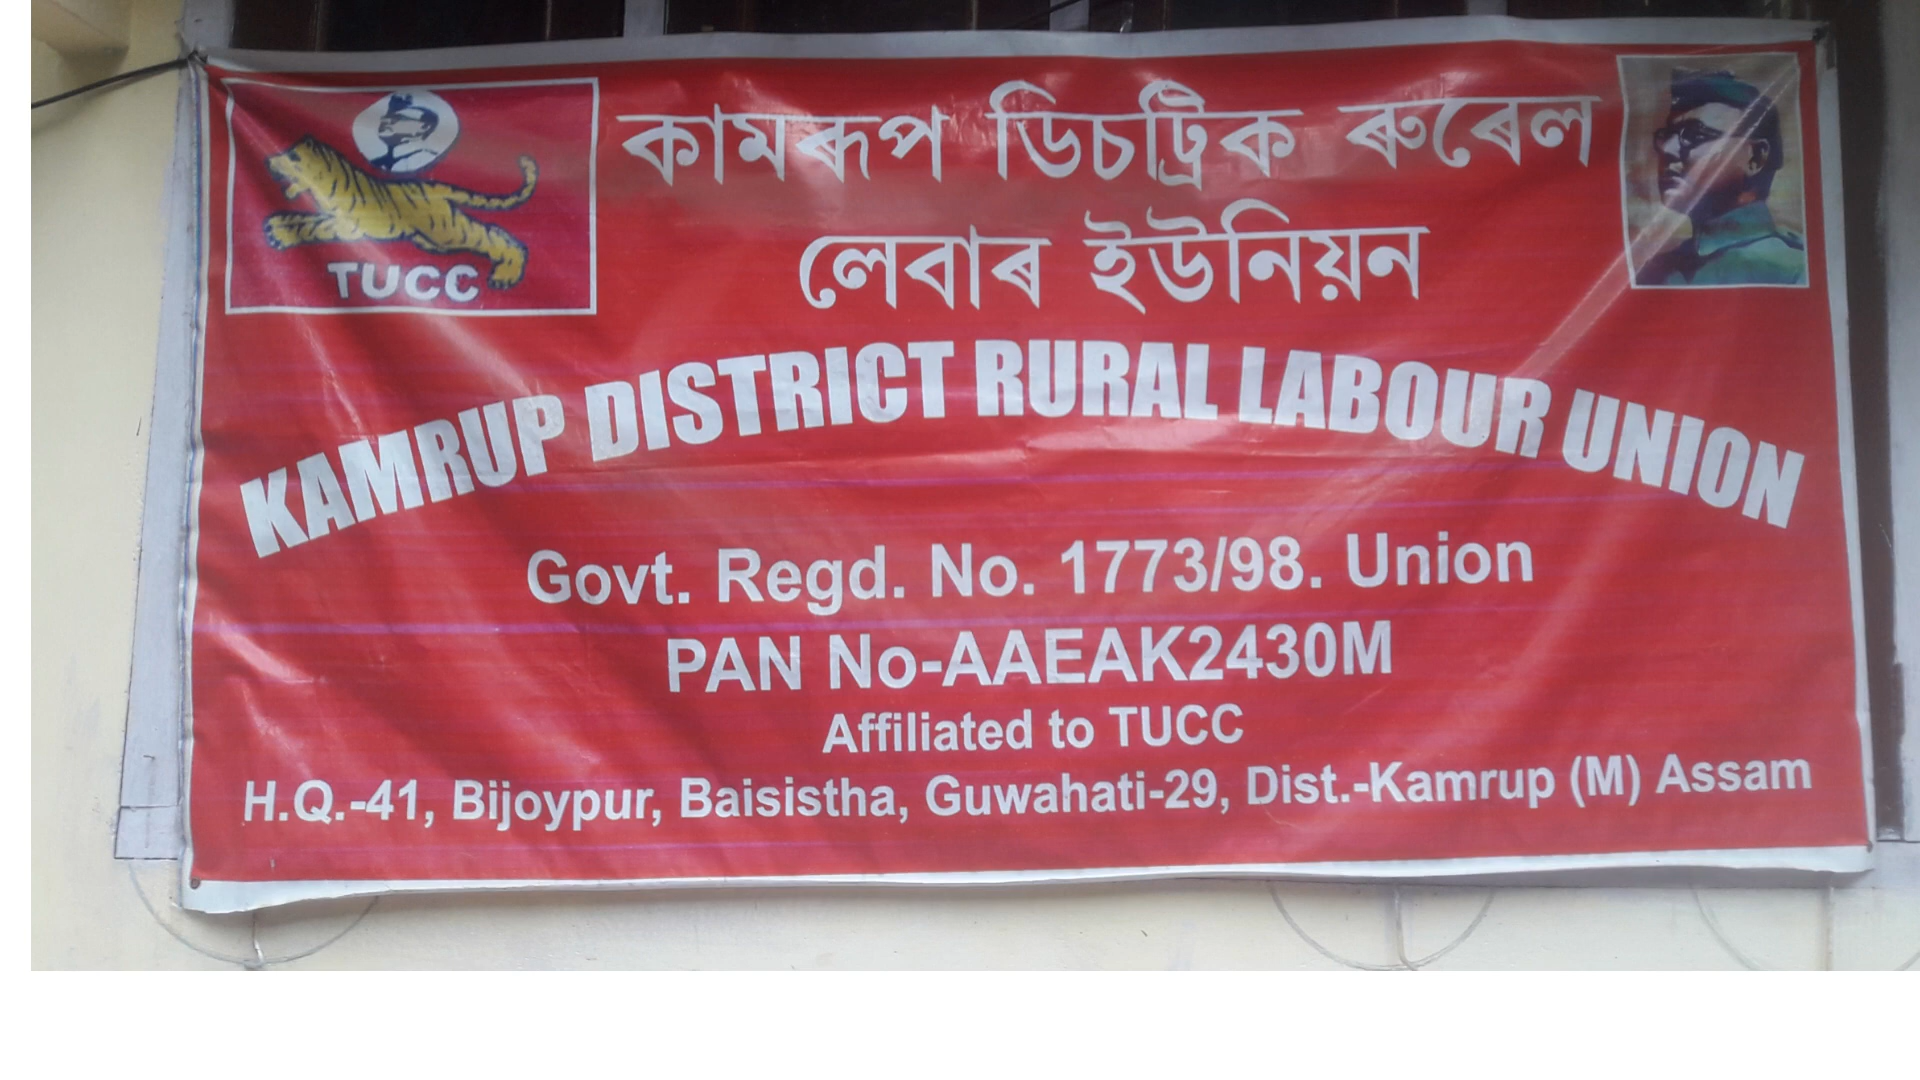 TUCC
কামৰূপ ডিচট্ৰিক ৰুৰেল
লেবাৰ ইউনিয়ন
KAMRUP DISTRICT RURAL LABOUR UNION
Govt. Regd. No. 1773/98. Union
PAN No-AAEAK2430M
Affiliated to TUCC
H.Q.-41, Bijoypur, Baisistha, Guwahati-29, Dist.-Kamrup (M) Assam